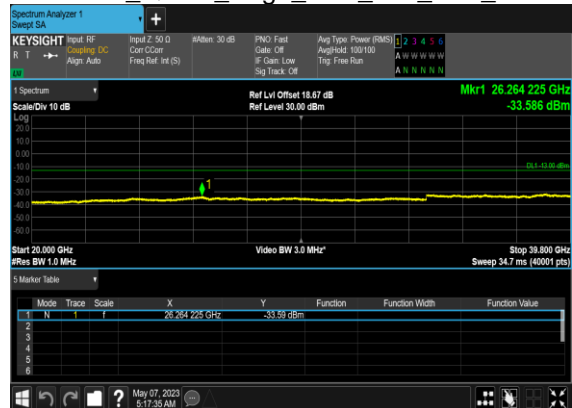 Spectrum Analyzer 1
Swept SA
+
KEYSIGHT
R T
Input: RF
Coupling: DC
Align: Auto
Input Z: 50 Ω
Corr CCorr
Freq Ref: Int (S)
#Atten: 30 dB
PNO: Fast
Gate: Off
IF Gain: Low
Sig Track: Off
Avg Type: Power (RMS)
Avg|Hold: 100/100
Trig: Free Run
1 2 3 4 5 6
A W W W W W
A N N N N N
1 Spectrum
Scale/Div 10 dB
Ref Lvl Offset 18.67 dB
Ref Level 30.00 dBm
Mkr1 26.264 225 GHz
-33.586 dBm
Log
20.0
10.0
0.00
-10.0
-20.0
-30.0
-40.0
-50.0
-60.0
DL1 -13.00 dBm
1
Start 20.000 GHz
#Res BW 1.0 MHz
Video BW 3.0 MHz*
Stop 39.800 GHz
Sweep 34.7 ms (40001 pts)
5 Marker Table
Mode Trace Scale X Y Function Function Width Function Value
1 N 1 f 26.264 225 GHz -33.59 dBm
2
3
4
5
6
? May 07, 2023
5:17:35 AM